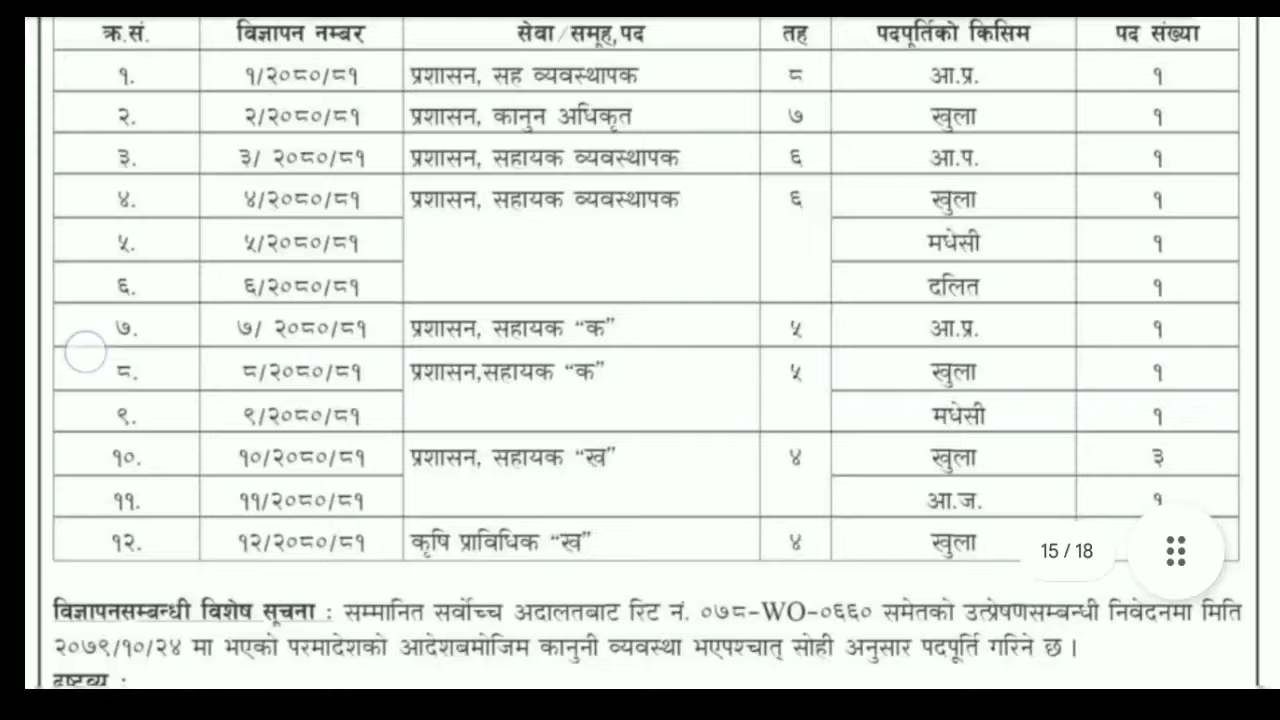 क्र.सं. विज्ञापन नम्बर सेवा/समूह,पद तह पदपूर्तिको किसिम पद संख्या
१. १/२०८०/८१ प्रशासन, सह व्यवस्थापक ८ आ.प्र. १
२. २/२०८०/८१ प्रशासन, कानुन अधिकृत ७ खुला १
३. ३/ २०८०/८१ प्रशासन, सहायक व्यवस्थापक ६ आ.प. १
४. ४/२०८०/८१ प्रशासन, सहायक व्यवस्थापक ६ खुला १
५. ५/२०८०/८१ मधेसी १
६. ६/२०८०/८१ दलित १
७. ७/ २०८०/८१ प्रशासन, सहायक “क” ५ आ.प्र. १
८. ८/२०८०/८१ प्रशासन,सहायक “क” ५ खुला १
९. ९/२०८०/८१ मधेसी १
१०. १०/२०८०/८१ प्रशासन, सहायक “ख” ४ खुला ३
११. ११/२०८०/८१ आ.ज. १
१२. १२/२०८०/८१ कृषि प्राविधिक “ख” ४ खुला
15 / 18
विज्ञापनसम्बन्धी विशेष सूचना : सम्मानित सर्वोच्च अदालतबाट रिट नं. ०७८-WO-०६६० समेतको उत्प्रेषणसम्बन्धी निवेदनमा मिति
२०७९/१०/२४ मा भएको परमादेशको आदेशबमोजिम कानुनी व्यवस्था भएपश्चात् सोही अनुसार पदपूर्ति गरिने छ ।